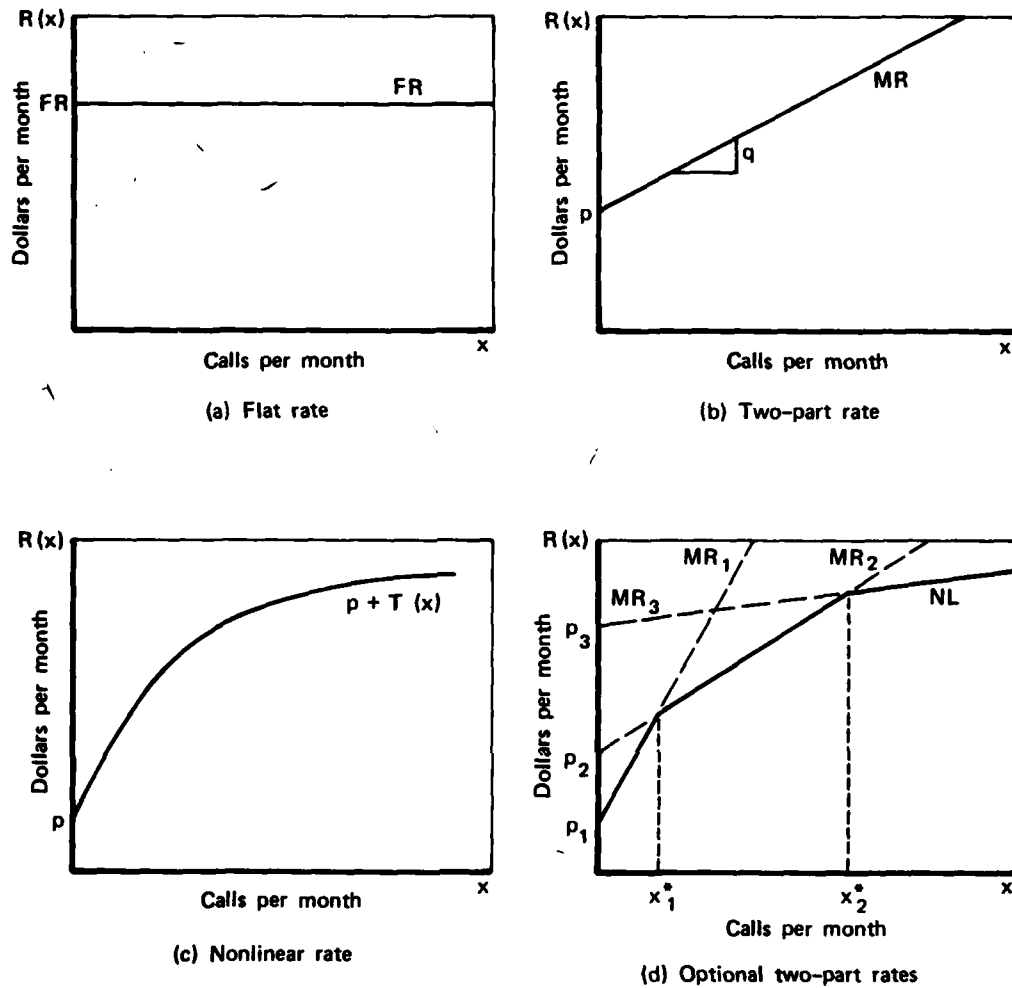 R (x)
FR
FR
Dollars per month
x
Calls per month
(a) Flat rate
R (x)
MR
q
p
Dollars per month
x
Calls per month
(b) Two-part rate
R (x)
p + T (x)
Dollars per month
p
x
Calls per month
(c) Nonlinear rate
R (x)
MR₁
MR₂
MR₃
NL
p₃
p₂
p₁
Dollars per month
x₁*
x₂*
x
Calls per month
(d) Optional two-part rates